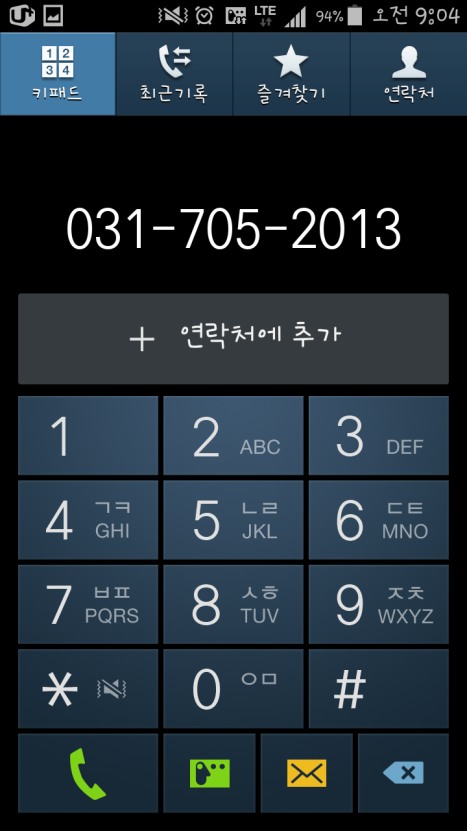 LTE 94% 오전 9:04
1 2
3 4
키패드 최근기록 즐겨찾기 연락처
031-705-2013
+ 연락처에 추가
1 2 ABC 3 DEF
4 ㄱㅋ GHI 5 ㄴㄹ JKL 6 ㄷㅌ MNO
7 ㅂㅍ PQRS 8 ㅅㅎ TUV 9 ㅈㅊ WXYZ
* 0 ㅇㅁ #